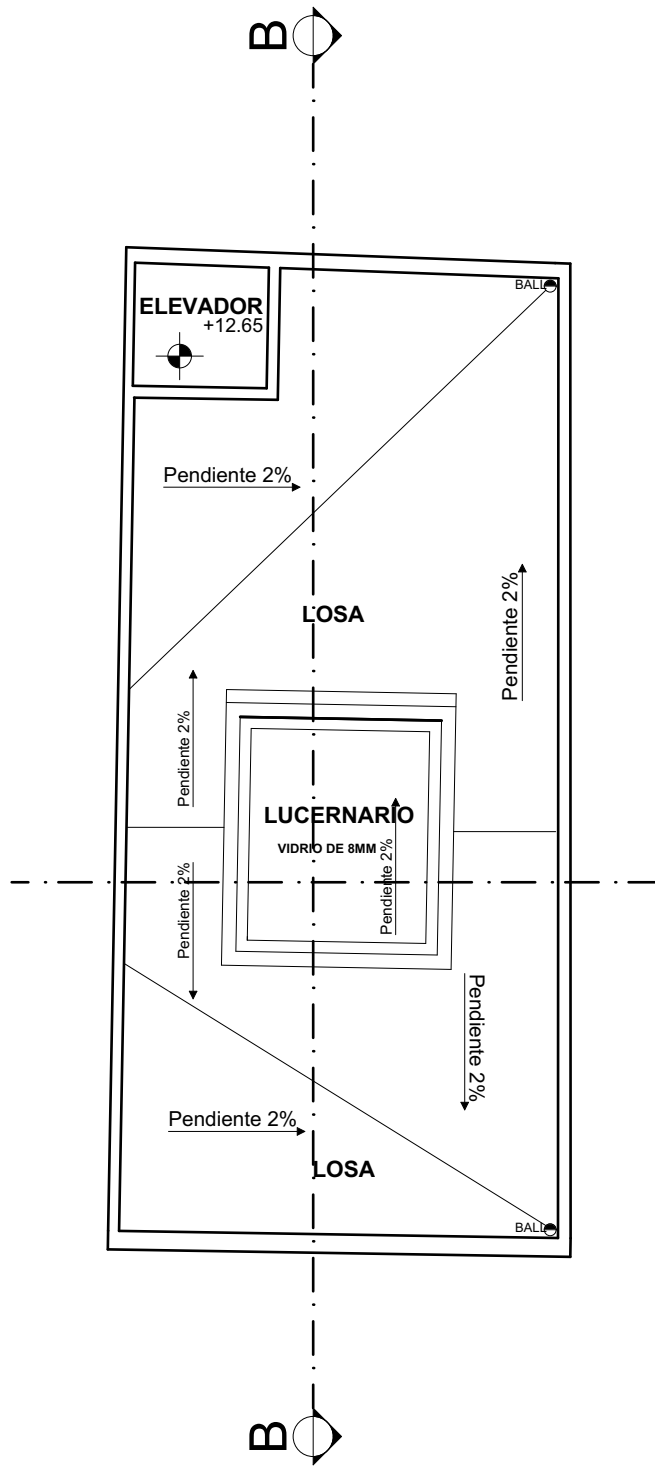 B
BALL
ELEVADOR
+12.65
Pendiente 2%
LOSA
Pendiente 2%
Pendiente 2%
LUCERNARIO
VIDRIO DE 8MM
Pendiente 2%
Pendiente 2%
Pendiente 2%
Pendiente 2%
LOSA
BALL
B